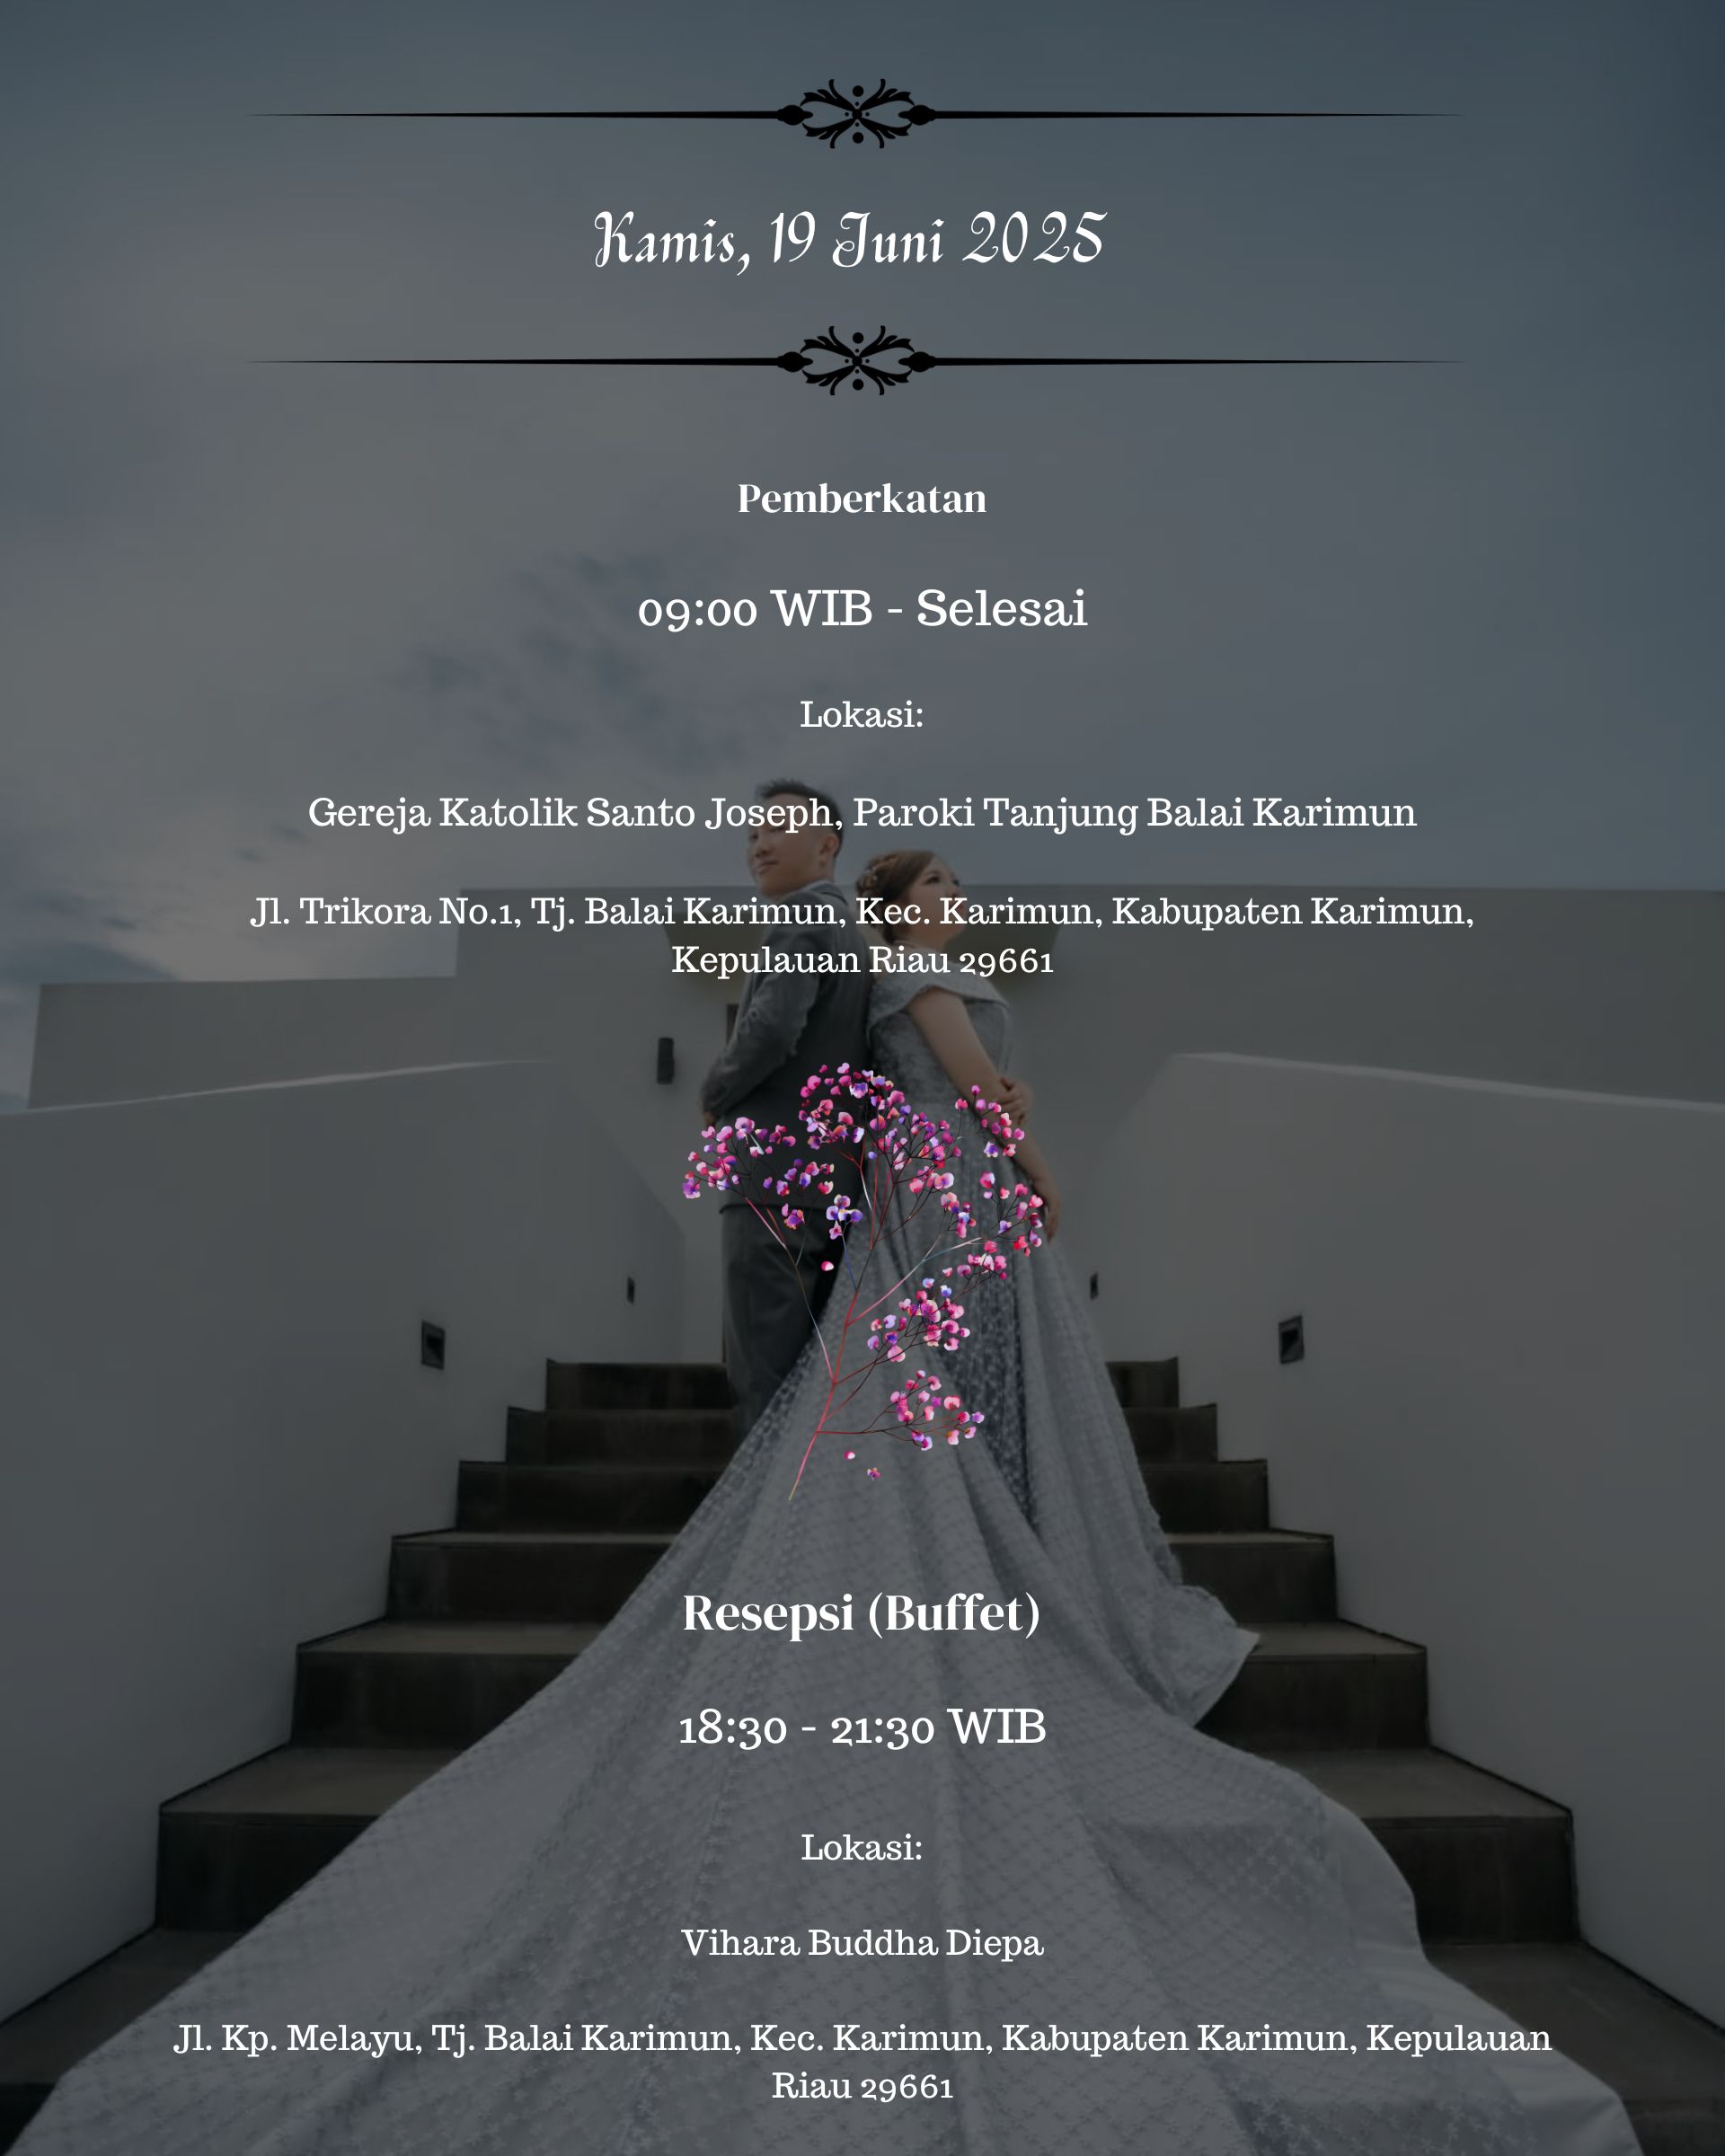 Kamis, 19 Juni 2025
Pemberkatan
09:00 WIB - Selesai
Lokasi:
Gereja Katolik Santo Joseph, Paroki Tanjung Balai Karimun
Jl. Trikora No.1, Tj. Balai Karimun, Kec. Karimun, Kabupaten Karimun,
Kepulauan Riau 29661
Resepsi (Buffet)
18:30 - 21:30 WIB
Lokasi:
Vihara Buddha Diepa
Jl. Kp. Melayu, Tj. Balai Karimun, Kec. Karimun, Kabupaten Karimun, Kepulauan
Riau 29661